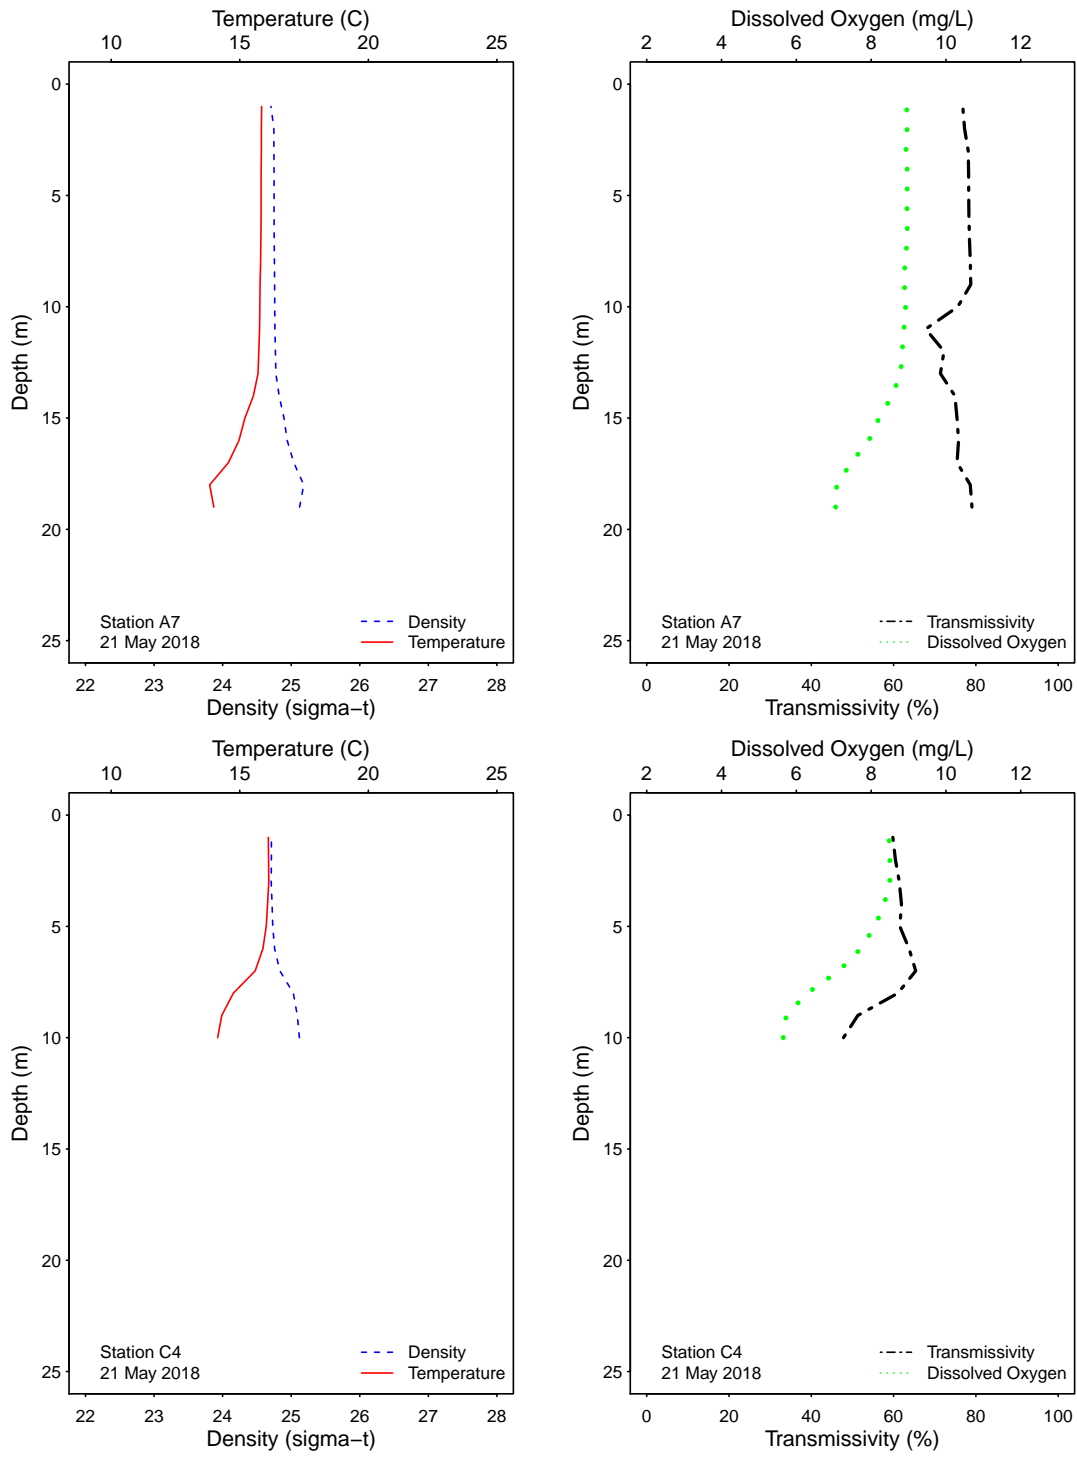 Temperature (C)
10 15 20 25
0
5
10
15
20
25
Depth (m)
Station A7
21 May 2018
Density
Temperature
22 23 24 25 26 27 28
Density (sigma−t)
Dissolved Oxygen (mg/L)
2 4 6 8 10 12
0
5
10
15
20
25
Depth (m)
Station A7
21 May 2018
Transmissivity
Dissolved Oxygen
0 20 40 60 80 100
Transmissivity (%)
Temperature (C)
10 15 20 25
0
5
10
15
20
25
Depth (m)
Station C4
21 May 2018
Density
Temperature
22 23 24 25 26 27 28
Density (sigma−t)
Dissolved Oxygen (mg/L)
2 4 6 8 10 12
0
5
10
15
20
25
Depth (m)
Station C4
21 May 2018
Transmissivity
Dissolved Oxygen
0 20 40 60 80 100
Transmissivity (%)